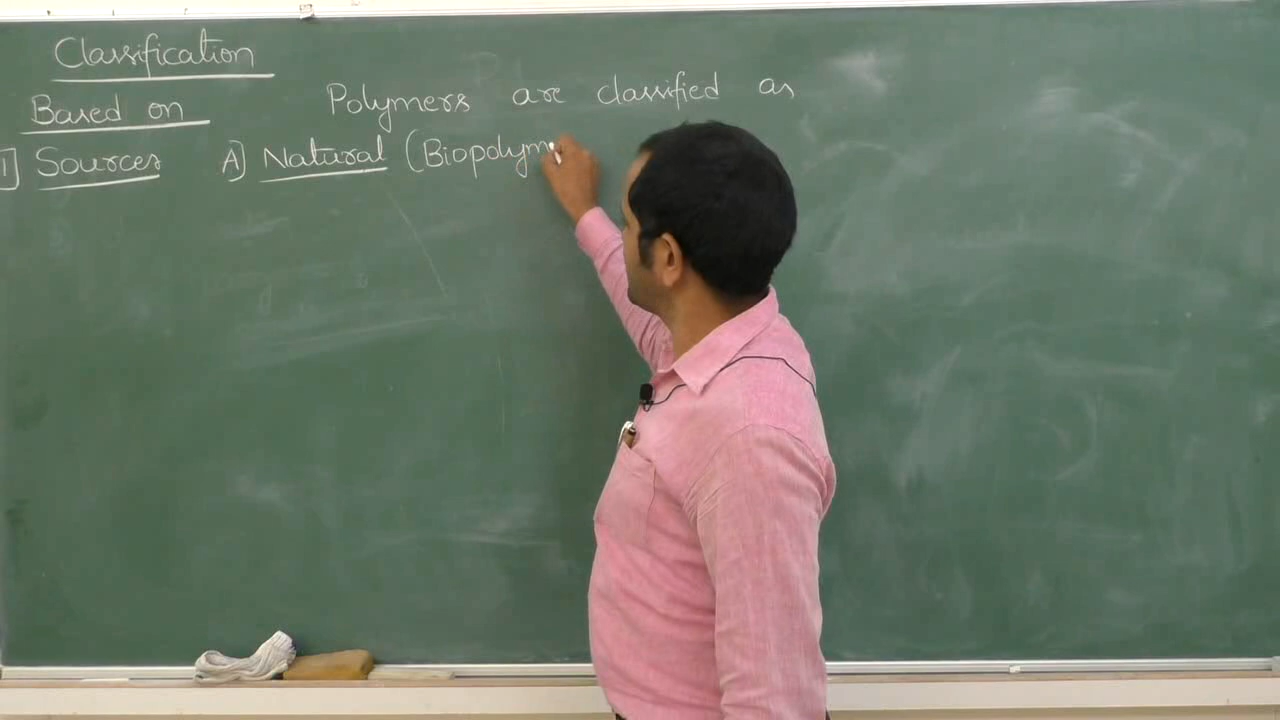 Classification
Based on Polymers are classified as
1] Sources A] Natural (Biopolym